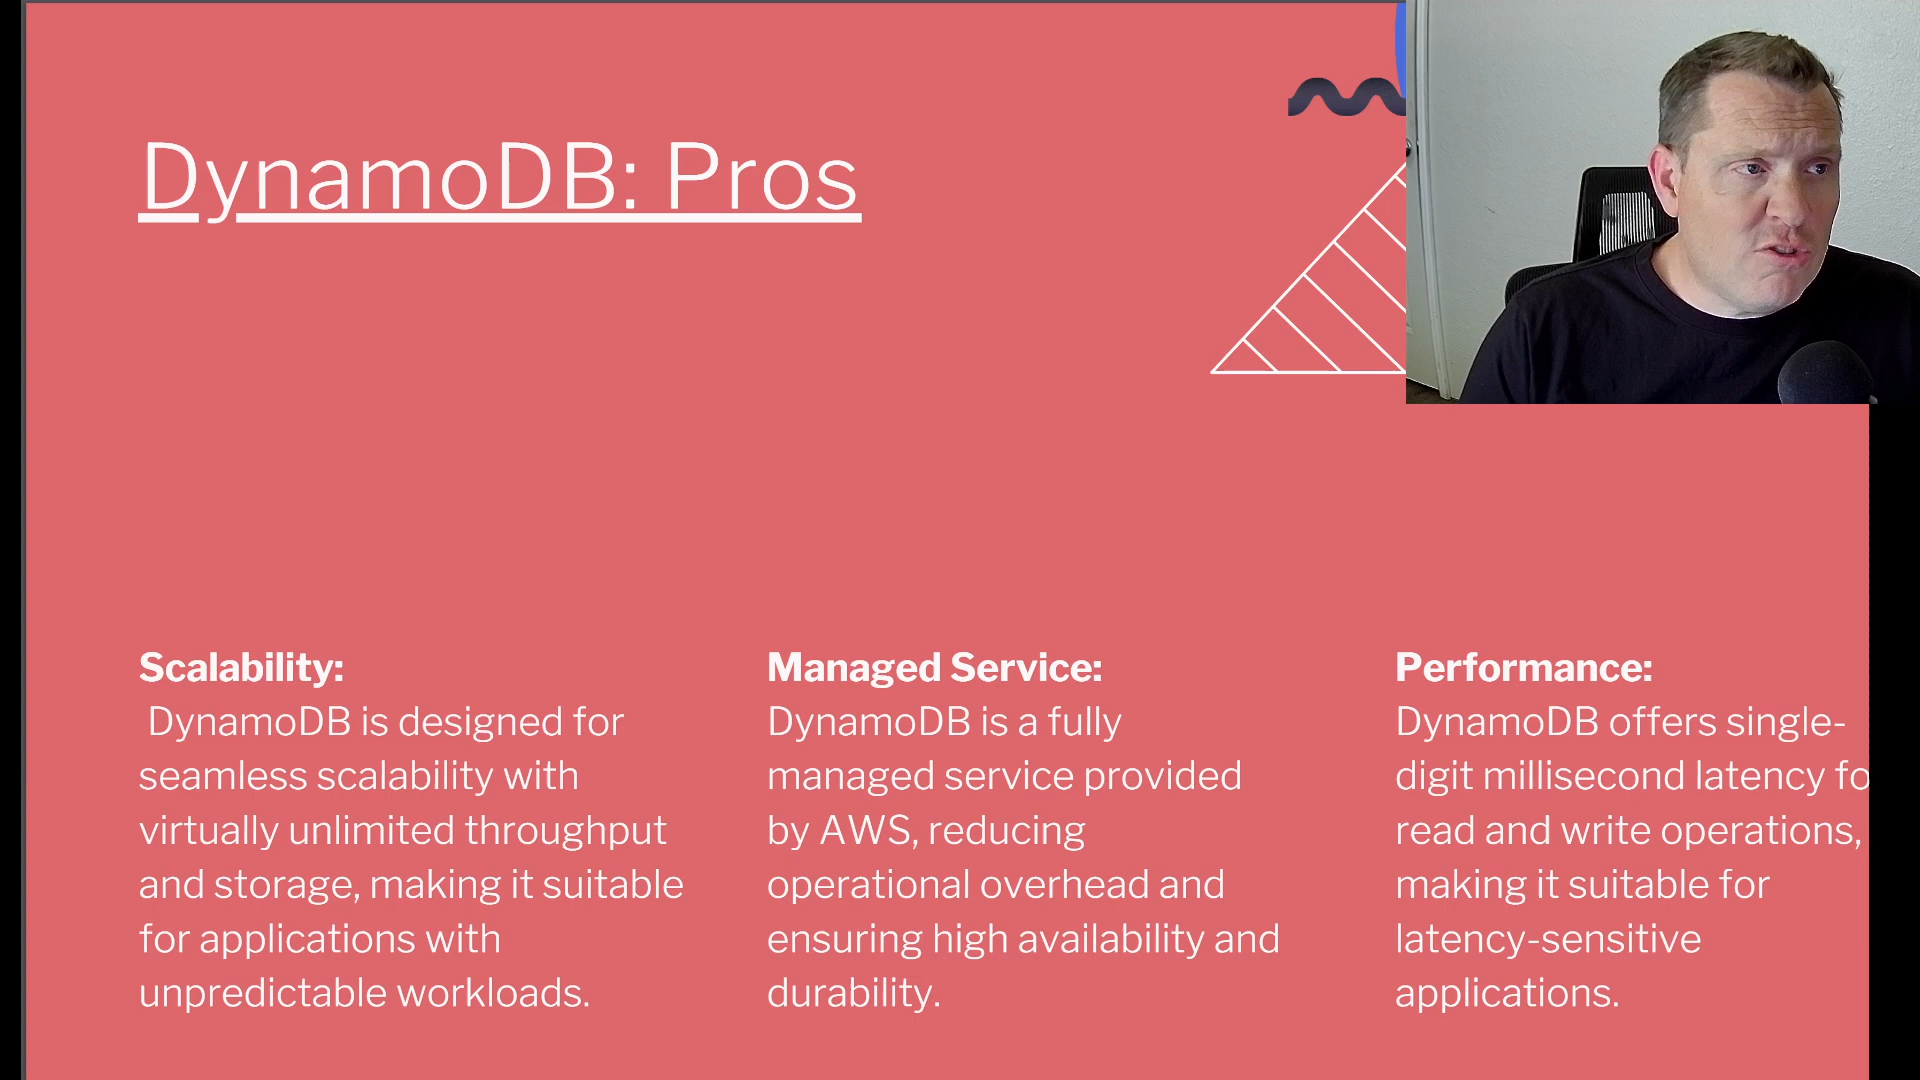 DynamoDB: Pros
Scalability:
DynamoDB is designed for
seamless scalability with
virtually unlimited throughput
and storage, making it suitable
for applications with
unpredictable workloads.
Managed Service:
DynamoDB is a fully
managed service provided
by AWS, reducing
operational overhead and
ensuring high availability and
durability.
Performance:
DynamoDB offers single-
digit millisecond latency fo
read and write operations,
making it suitable for
latency-sensitive
applications.